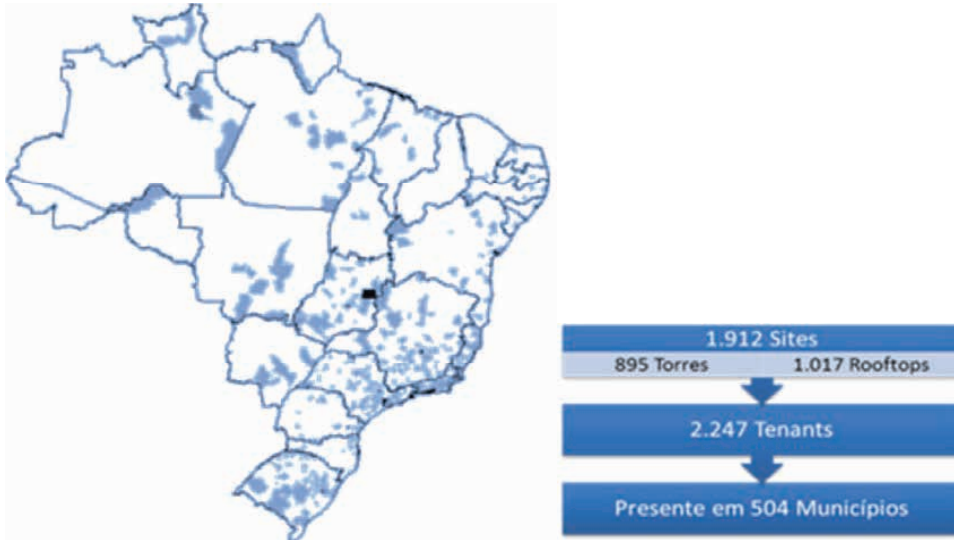 1.912 Sites
895 Torres 1.017 Rooftops
2.247 Tenants
Presente em 504 Municípios